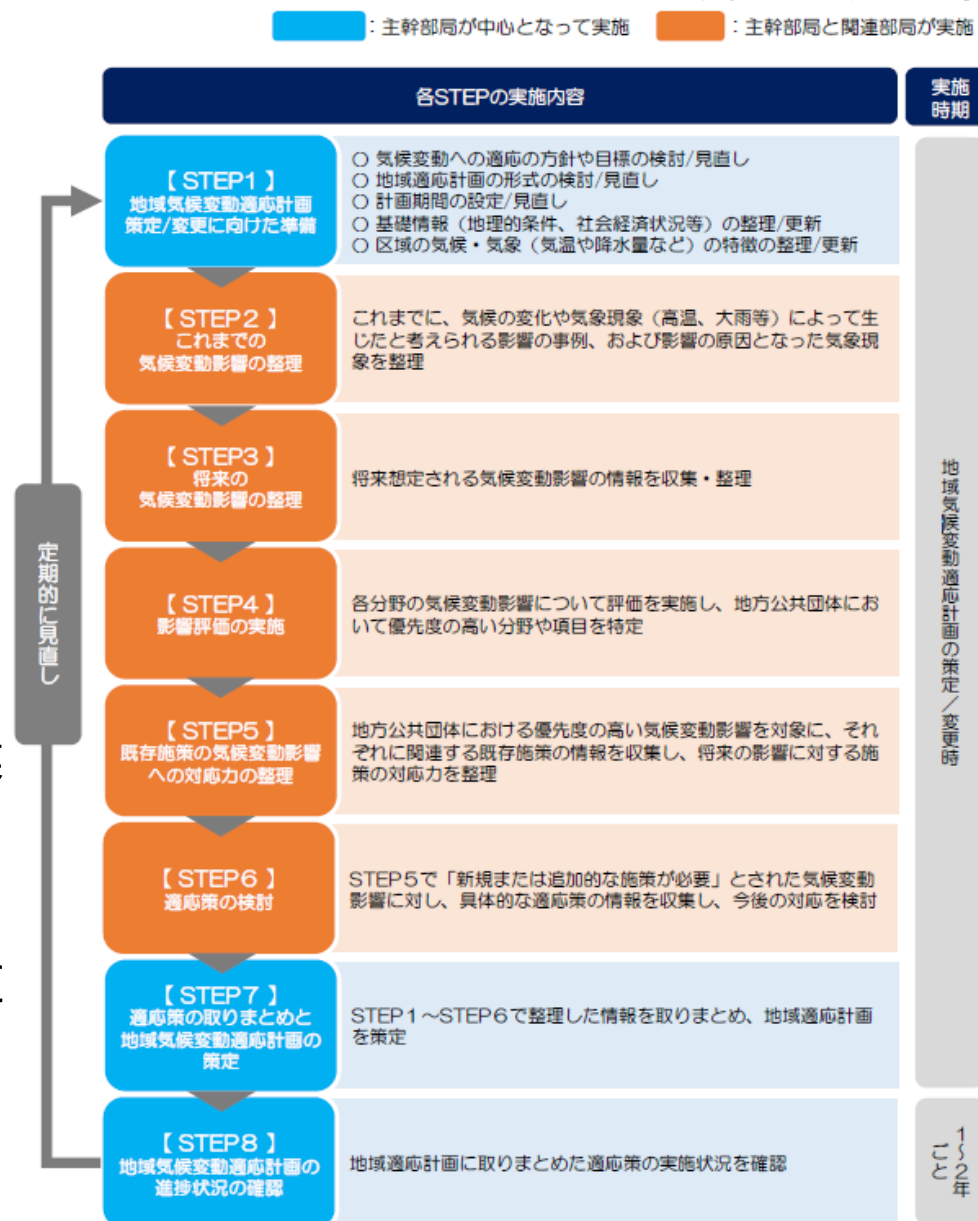 ：主幹部局が中心となって実施
：主幹部局と関連部局が実施
各STEPの実施内容
実施
時期
【 STEP1 】
地域気候変動適応計画
策定/変更に向けた準備
○ 気候変動への適応の方針や目標の検討/見直し
○ 地域適応計画の形式の検討/見直し
○ 計画期間の設定/見直し
○ 基礎情報（地理的条件、社会経済状況等）の整理/更新
○ 区域の気候・気象（気温や降水量など）の特徴の整理/更新
【 STEP2 】
これまでの
気候変動影響の整理
これまでに、気候の変化や気象現象（高温、大雨等）によって生
じたと考えられる影響の事例、および影響の原因となった気象現
象を整理
【 STEP3 】
将来の
気候変動影響の整理
将来想定される気候変動影響の情報を収集・整理
【 STEP4 】
影響評価の実施
各分野の気候変動影響について評価を実施し、地方公共団体にお
いて優先度の高い分野や項目を特定
【 STEP5 】
既存施策の気候変動影響
への対応力の整理
地方公共団体における優先度の高い気候変動影響を対象に、それ
ぞれに関連する既存施策の情報を収集し、将来の影響に対する施
策の対応力を整理
【 STEP6 】
適応策の検討
STEP5で「新規または追加的な施策が必要」とされた気候変動
影響に対し、具体的な適応策の情報を収集し、今後の対応を検討
【 STEP7 】
適応策の取りまとめと
地域気候変動適応計画の
策定
STEP1～STEP6で整理した情報を取りまとめ、地域適応計画
を策定
【 STEP8 】
地域気候変動適応計画の
進捗状況の確認
地域適応計画に取りまとめた適応策の実施状況を確認
定期的に見直し
地域気候変動適応計画の策定／変更時
1～2年
ごと